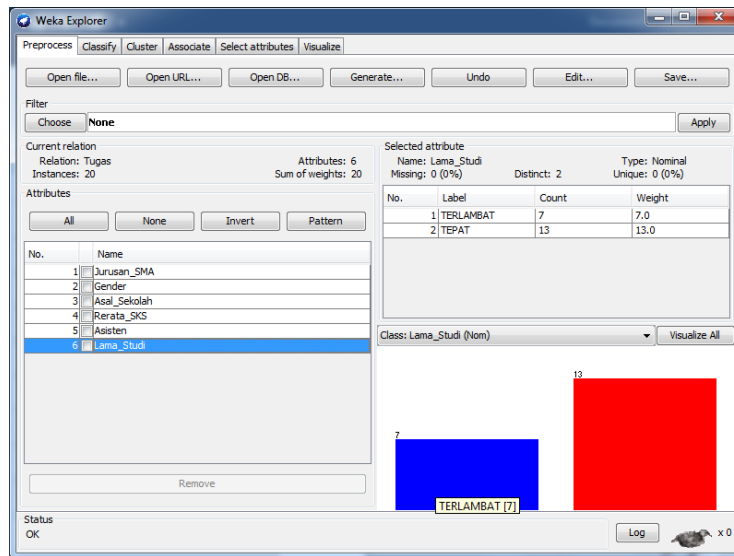 Weka Explorer
Preprocess Classify Cluster Associate Select attributes Visualize
Open file... Open URL... Open DB... Generate... Undo Edit... Save...
Filter
Choose None Apply
Current relation
Relation: Tugas Attributes: 6
Instances: 20 Sum of weights: 20
Attributes
All None Invert Pattern
No. Name
1 Jurusan_SMA
2 Gender
3 Asal_Sekolah
4 Rerata_SKS
5 Asisten
6 Lama_Studi
Remove
Selected attribute
Name: Lama_Studi Type: Nominal
Missing: 0 (0%) Distinct: 2 Unique: 0 (0%)
No. Label Count Weight
1 TERLAMBAT 7 7.0
2 TEPAT 13 13.0
Class: Lama_Studi (Nom) Visualize All
13
7
TERLAMBAT [7]
Status
OK Log x 0